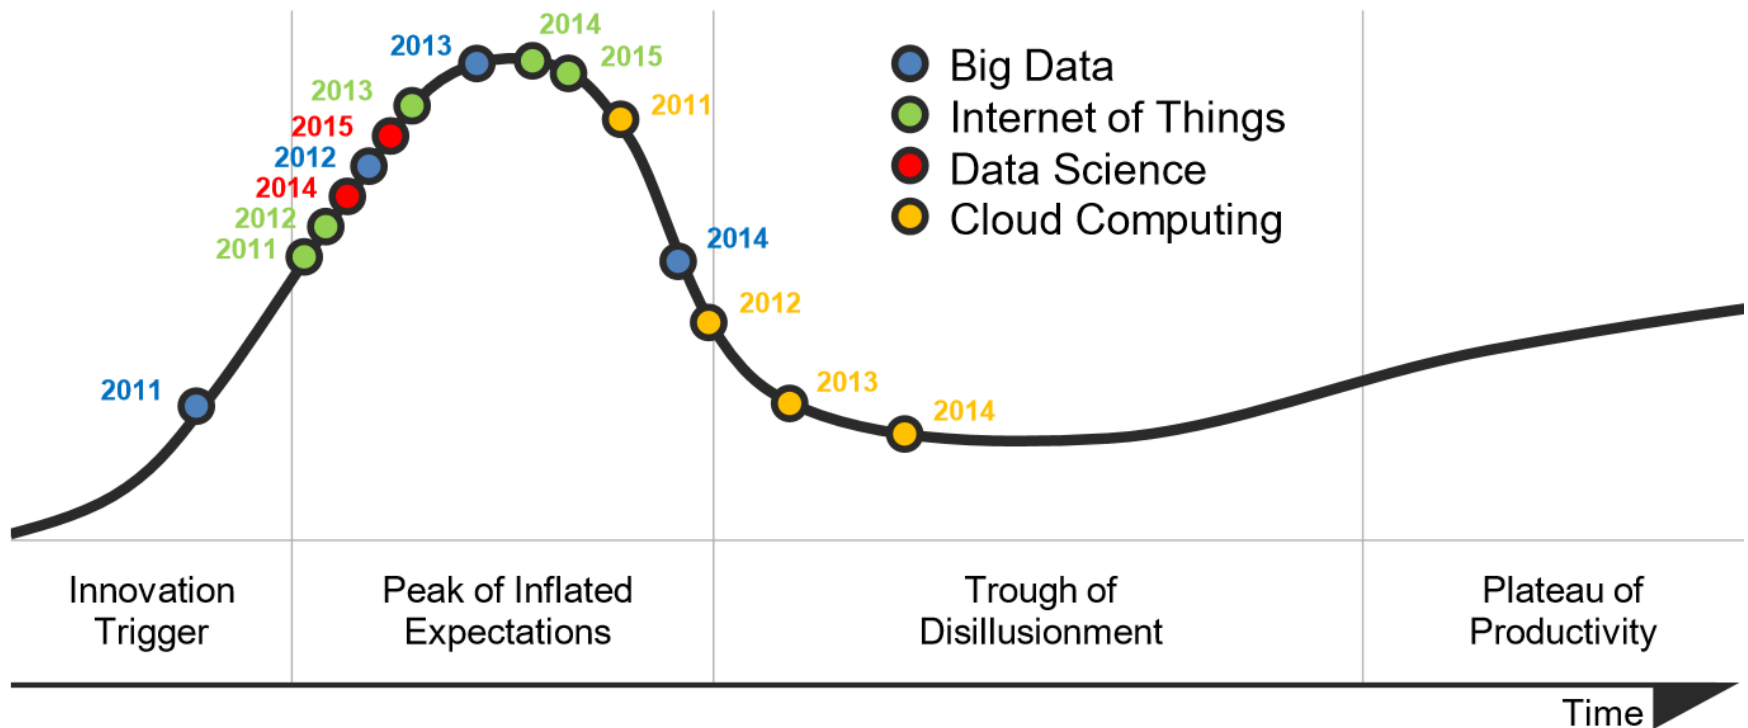 2014
2013
2015
2013
2011
2015
2012
2014
2012
2011
2014
2012
2011
2013
2014
Big Data
Internet of Things
Data Science
Cloud Computing
Innovation
Trigger
Peak of Inflated
Expectations
Trough of
Disillusionment
Plateau of
Productivity
Time